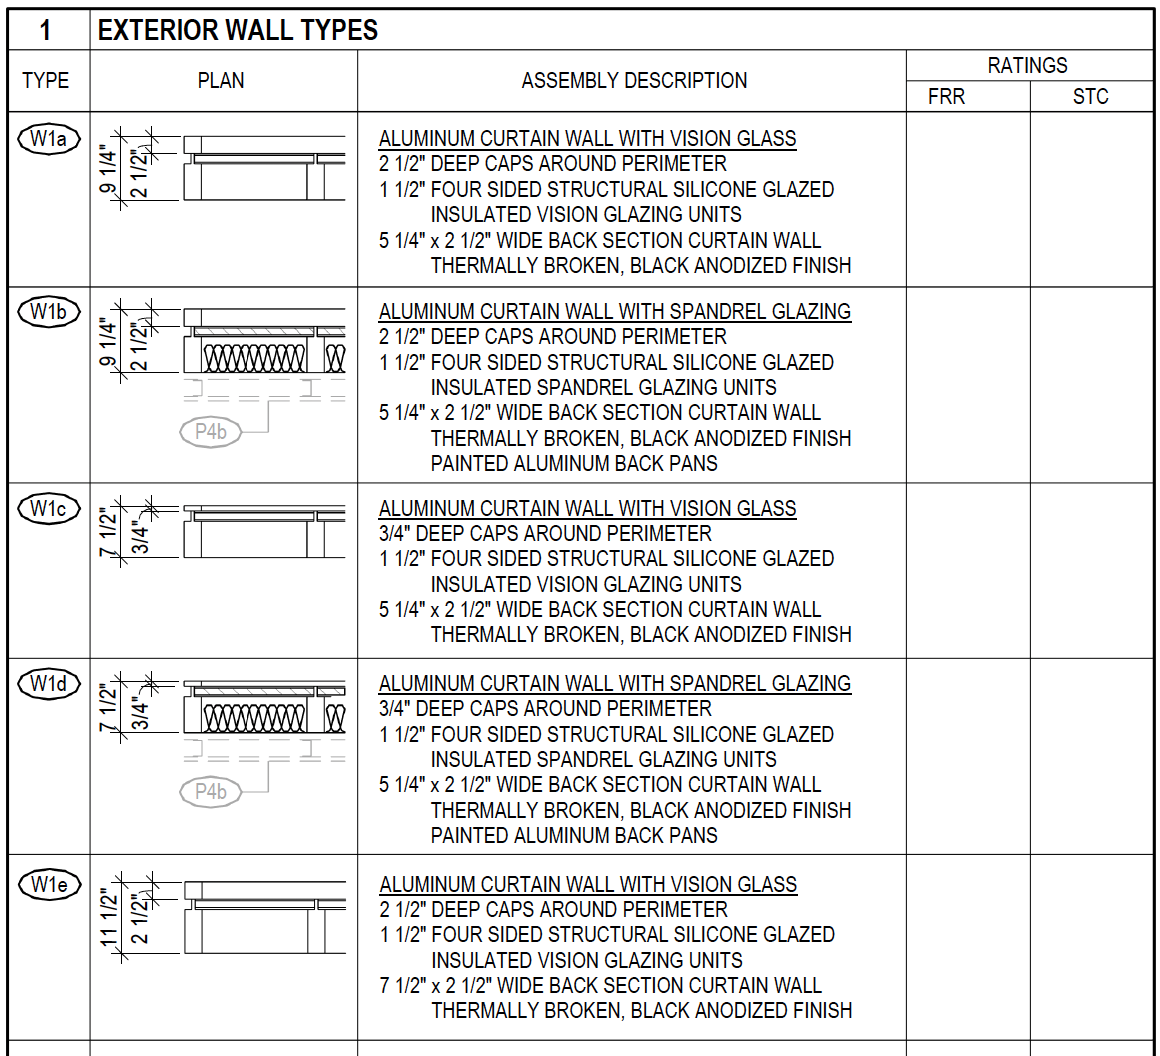 1 EXTERIOR WALL TYPES
TYPE PLAN ASSEMBLY DESCRIPTION RATINGS
FRR STC
W1a
9 1/4"
2 1/2"
ALUMINUM CURTAIN WALL WITH VISION GLASS
2 1/2" DEEP CAPS AROUND PERIMETER
1 1/2" FOUR SIDED STRUCTURAL SILICONE GLAZED
INSULATED VISION GLAZING UNITS
5 1/4" x 2 1/2" WIDE BACK SECTION CURTAIN WALL
THERMALLY BROKEN, BLACK ANODIZED FINISH
W1b
9 1/4"
2 1/2"
P4b
ALUMINUM CURTAIN WALL WITH SPANDREL GLAZING
2 1/2" DEEP CAPS AROUND PERIMETER
1 1/2" FOUR SIDED STRUCTURAL SILICONE GLAZED
INSULATED SPANDREL GLAZING UNITS
5 1/4" x 2 1/2" WIDE BACK SECTION CURTAIN WALL
THERMALLY BROKEN, BLACK ANODIZED FINISH
PAINTED ALUMINUM BACK PANS
W1c
7 1/2"
3/4"
ALUMINUM CURTAIN WALL WITH VISION GLASS
3/4" DEEP CAPS AROUND PERIMETER
1 1/2" FOUR SIDED STRUCTURAL SILICONE GLAZED
INSULATED VISION GLAZING UNITS
5 1/4" x 2 1/2" WIDE BACK SECTION CURTAIN WALL
THERMALLY BROKEN, BLACK ANODIZED FINISH
W1d
7 1/2"
3/4"
P4b
ALUMINUM CURTAIN WALL WITH SPANDREL GLAZING
3/4" DEEP CAPS AROUND PERIMETER
1 1/2" FOUR SIDED STRUCTURAL SILICONE GLAZED
INSULATED SPANDREL GLAZING UNITS
5 1/4" x 2 1/2" WIDE BACK SECTION CURTAIN WALL
THERMALLY BROKEN, BLACK ANODIZED FINISH
PAINTED ALUMINUM BACK PANS
W1e
11 1/2"
2 1/2"
ALUMINUM CURTAIN WALL WITH VISION GLASS
2 1/2" DEEP CAPS AROUND PERIMETER
1 1/2" FOUR SIDED STRUCTURAL SILICONE GLAZED
INSULATED VISION GLAZING UNITS
7 1/2" x 2 1/2" WIDE BACK SECTION CURTAIN WALL
THERMALLY BROKEN, BLACK ANODIZED FINISH